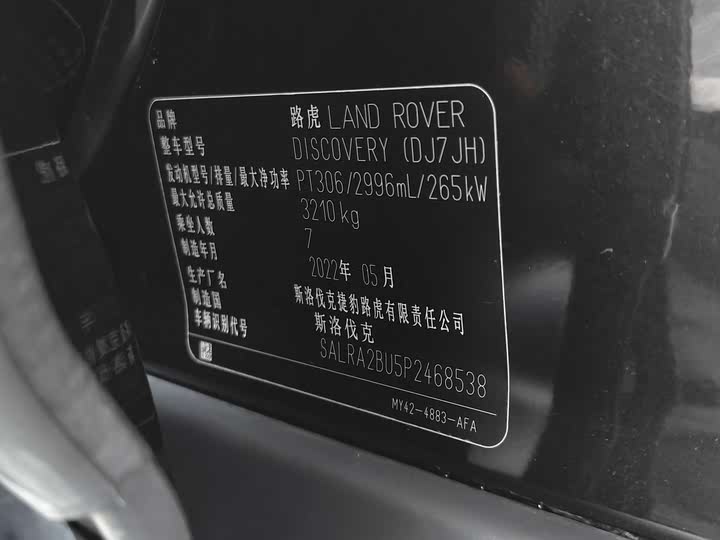 品牌 路虎 LAND ROVER
整车型号 DISCOVERY (DJ7JH)
发动机型号/排量/最大净功率 PT306/2996mL/265kW
最大允许总质量 3210 kg
乘坐人数 7
制造年月 2022年 05月
生产厂名 斯洛伐克捷豹路虎有限责任公司
制造国 斯洛伐克
车辆识别代号 SALRA2BU5P2468538
MY42-4883-AFA